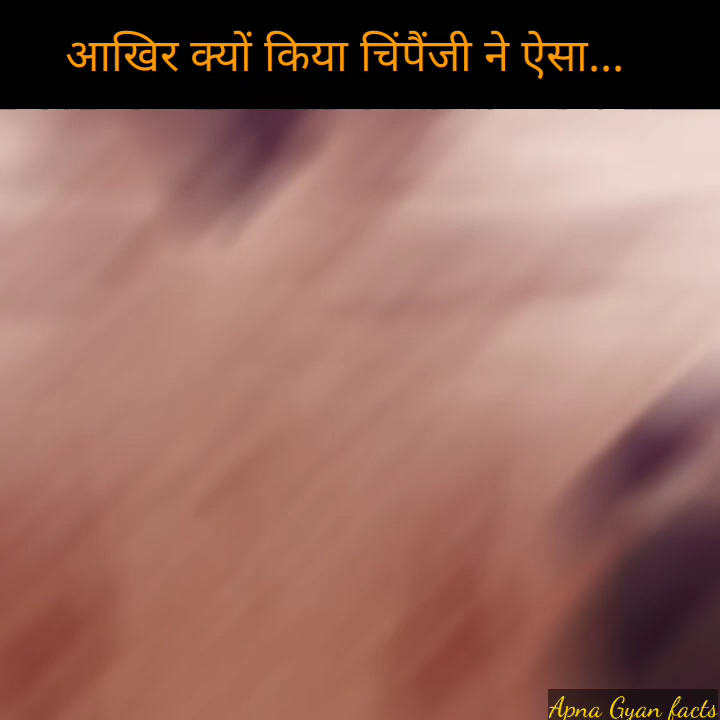 आखिर क्यों किया चिंपैंजी ने ऐसा...
Apna Gyan facts